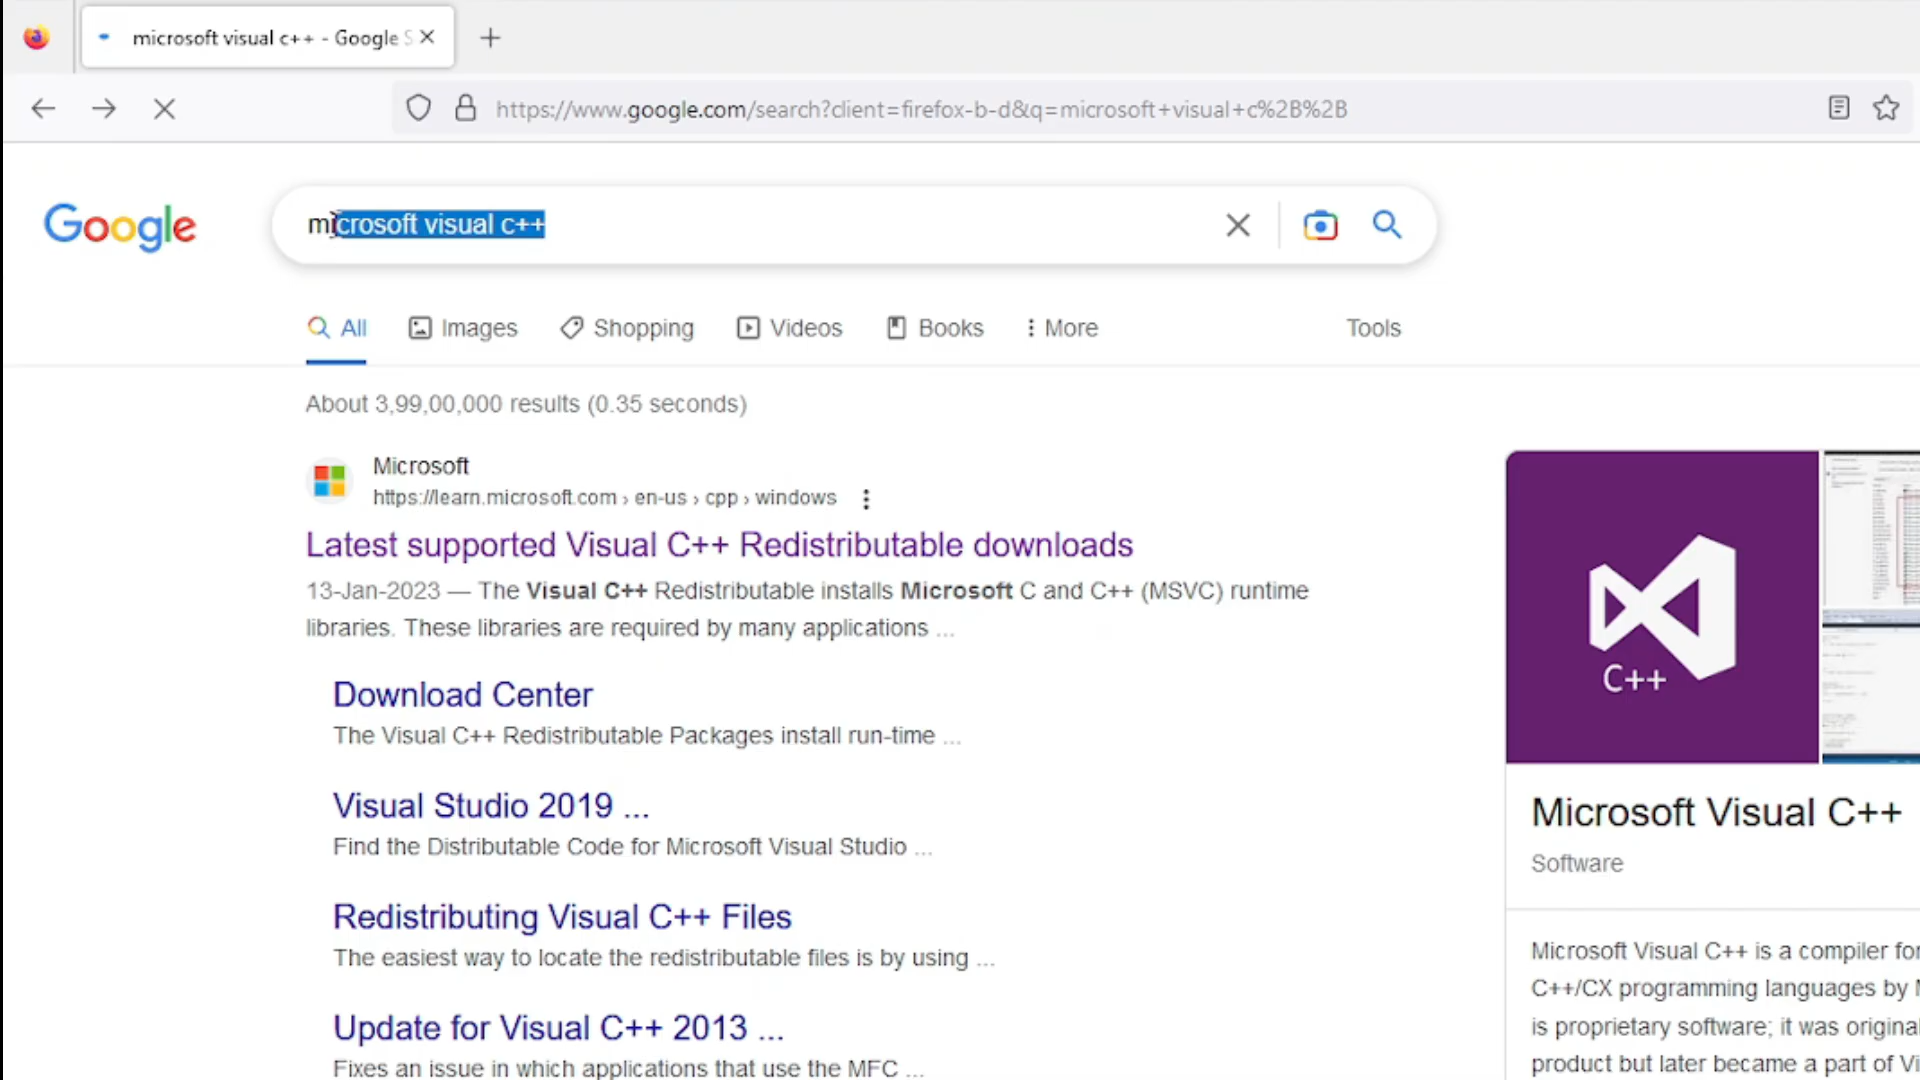 microsoft visual c++ - Google S
https://www.google.com/search?client=firefox-b-d&q=microsoft+visual+c%2B%2B
Google
microsoft visual c++
All Images Shopping Videos Books More Tools
About 3,99,00,000 results (0.35 seconds)
Microsoft
https://learn.microsoft.com › en-us › cpp › windows
Latest supported Visual C++ Redistributable downloads
13-Jan-2023 — The Visual C++ Redistributable installs Microsoft C and C++ (MSVC) runtime
libraries. These libraries are required by many applications ...
Download Center
The Visual C++ Redistributable Packages install run-time ...
Visual Studio 2019 ...
Find the Distributable Code for Microsoft Visual Studio ...
Redistributing Visual C++ Files
The easiest way to locate the redistributable files is by using ...
Update for Visual C++ 2013 ...
Fixes an issue in which applications that use the MFC ...
C++
Microsoft Visual C++
Software
Microsoft Visual C++ is a compiler for
C++/CX programming languages by
is proprietary software; it was original
product but later became a part of Vi